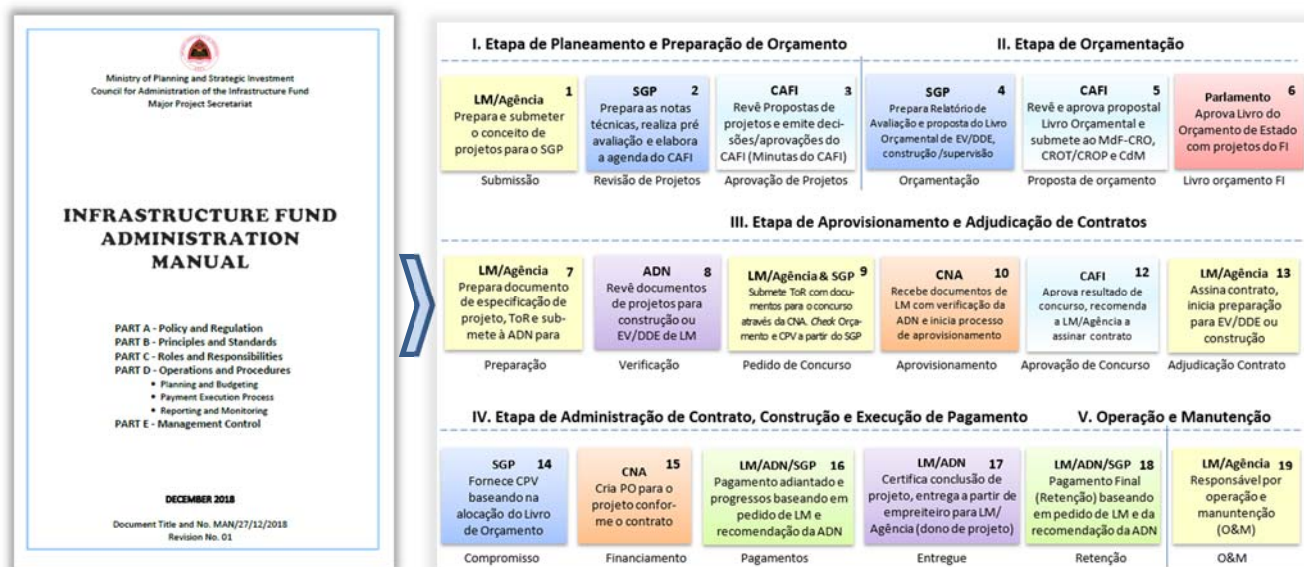 Ministry of Planning and Strategic Investment
Council for Administration of the Infrastructure Fund
Major Project Secretariat
INFRASTRUCTURE FUND
ADMINISTRATION
MANUAL
PART A - Policy and Regulation
PART B - Principles and Standards
PART C - Roles and Responsibilities
PART D - Operations and Procedures
• Planning and Budgeting
• Payment Execution Process
• Reporting and Monitoring
PART E - Management Control
DECEMBER 2018
Document Title and No. MAN/27/12/2018
Revision No. 01
I. Etapa de Planeamento e Preparação de Orçamento
II. Etapa de Orçamentação
LM/Agência 1
Prepara e submeter
o conceito de
projetos para o SGP
Submissão
SGP 2
Prepara as notas
técnicas, realiza pré
avaliação e elabora
a agenda do CAFI
Revisão de Projetos
CAFI 3
Revê Propostas de
projetos e emite deci-
sões/aprovações do
CAFI (Minutas do CAFI)
Aprovação de Projetos
SGP 4
Prepara Relatório de
Avaliação e proposta do Livro
Orçamental de EV/DDE,
construção /supervisão
Orçamentação
CAFI 5
Revê e aprova propostal
Livro Orçamental e
submete ao MdF-CRO,
CROT/CROP e CdM
Proposta de orçamento
Parlamento 6
Aprova Livro do
Orçamento de Estado
com projetos do FI
Livro orçamento FI
III. Etapa de Aprovisionamento e Adjudicação de Contratos
LM/Agência 7
Prepara documento
de especificação de
projeto, ToR e sub-
mete à ADN para
Preparação
ADN 8
Revê documentos
de projetos para
construção ou
EV/DDE de LM
Verificação
LM/Agência & SGP 9
Submete ToR com docu-
mentos para o concurso
através da CNA. Check Orça-
mento e CPV a partir do SGP
Pedido de Concurso
CNA 10
Recebe documentos de
LM com verificação da
ADN e inicia processo
de aprovisionamento
Aprovisionamento
CAFI 12
Aprova resultado de
concurso, recomenda
a LM/Agência a
assinar contrato
Aprovação de Concurso
LM/Agência 13
Assina contrato,
inicia preparação
para EV/DDE ou
construção
Adjudicação Contrato
IV. Etapa de Administração de Contrato, Construção e Execução de Pagamento
V. Operação e Manutenção
SGP 14
Fornece CPV
baseando na
alocação do Livro
de Orçamento
Compromisso
CNA 15
Cria PO para o
projeto confor-
me o contrato
Financiamento
LM/ADN/SGP 16
Pagamento adiantado e
progressos baseando em
pedido de LM e
recomendação da ADN
Pagamentos
LM/ADN 17
Certifica conclusão de
projeto, entrega a partir de
empreiteiro para LM/
Agência (dono de projeto)
Entregue
LM/ADN/SGP 18
Pagamento Final
(Retenção) baseando
em pedido de LM e da
recomendação da ADN
Retenção
LM/Agência 19
Responsável por
operação e
manuntenção
(O&M)
O&M